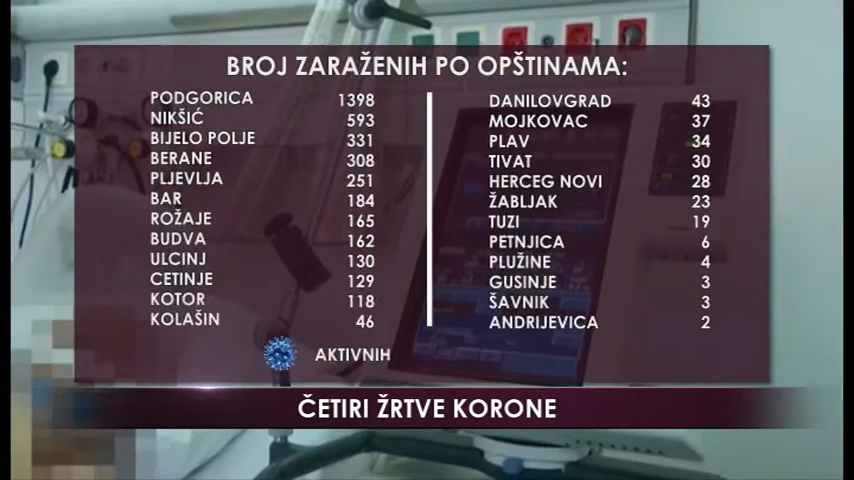 BROJ ZARAŽENIH PO OPŠTINAMA:
PODGORICA 1398
NIKŠIĆ 593
BIJELO POLJE 331
BERANE 308
PLJEVLJA 251
BAR 184
ROŽAJE 165
BUDVA 162
ULCINJ 130
CETINJE 129
KOTOR 118
KOLAŠIN 46
DANILOVGRAD 43
MOJKOVAC 37
PLAV 34
TIVAT 30
HERCEG NOVI 28
ŽABLJAK 23
TUZI 19
PETNJICA 6
PLUŽINE 4
GUSINJE 3
ŠAVNIK 3
ANDRIJEVICA 2
AKTIVNIH
ČETIRI ŽRTVE KORONE